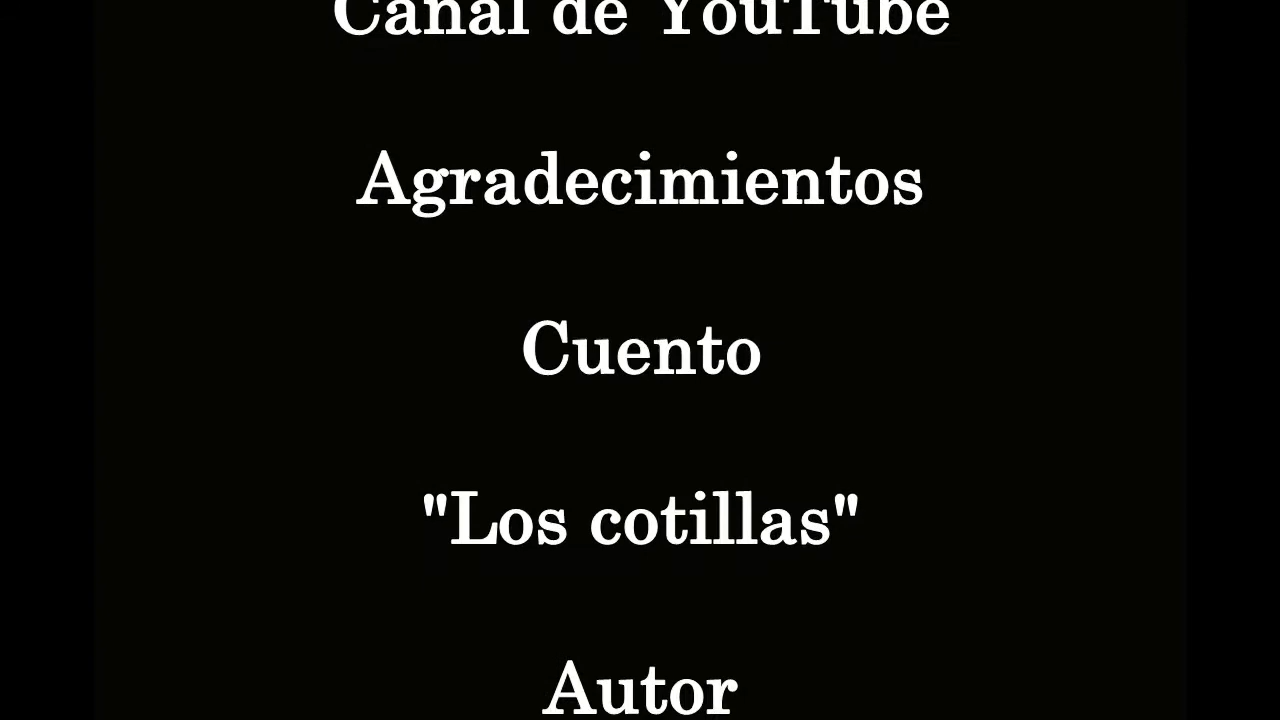 Canal de YouTube
Agradecimientos
Cuento
"Los cotillas"
Autor